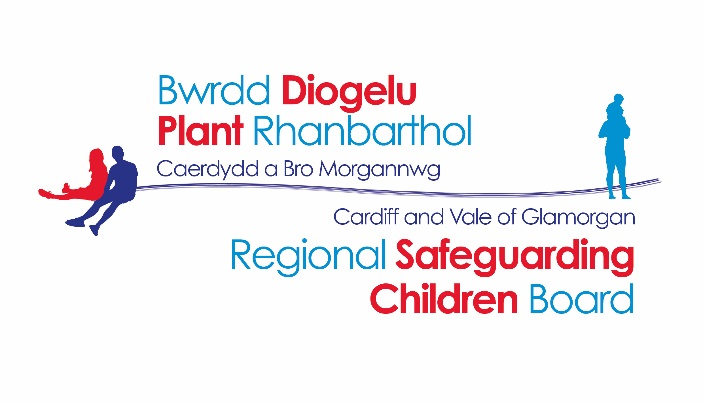 Bwrdd Diogelu
Plant Rhanbarthol
Caerdydd a Bro Morgannwg
Cardiff and Vale of Glamorgan
Regional Safeguarding
Children Board